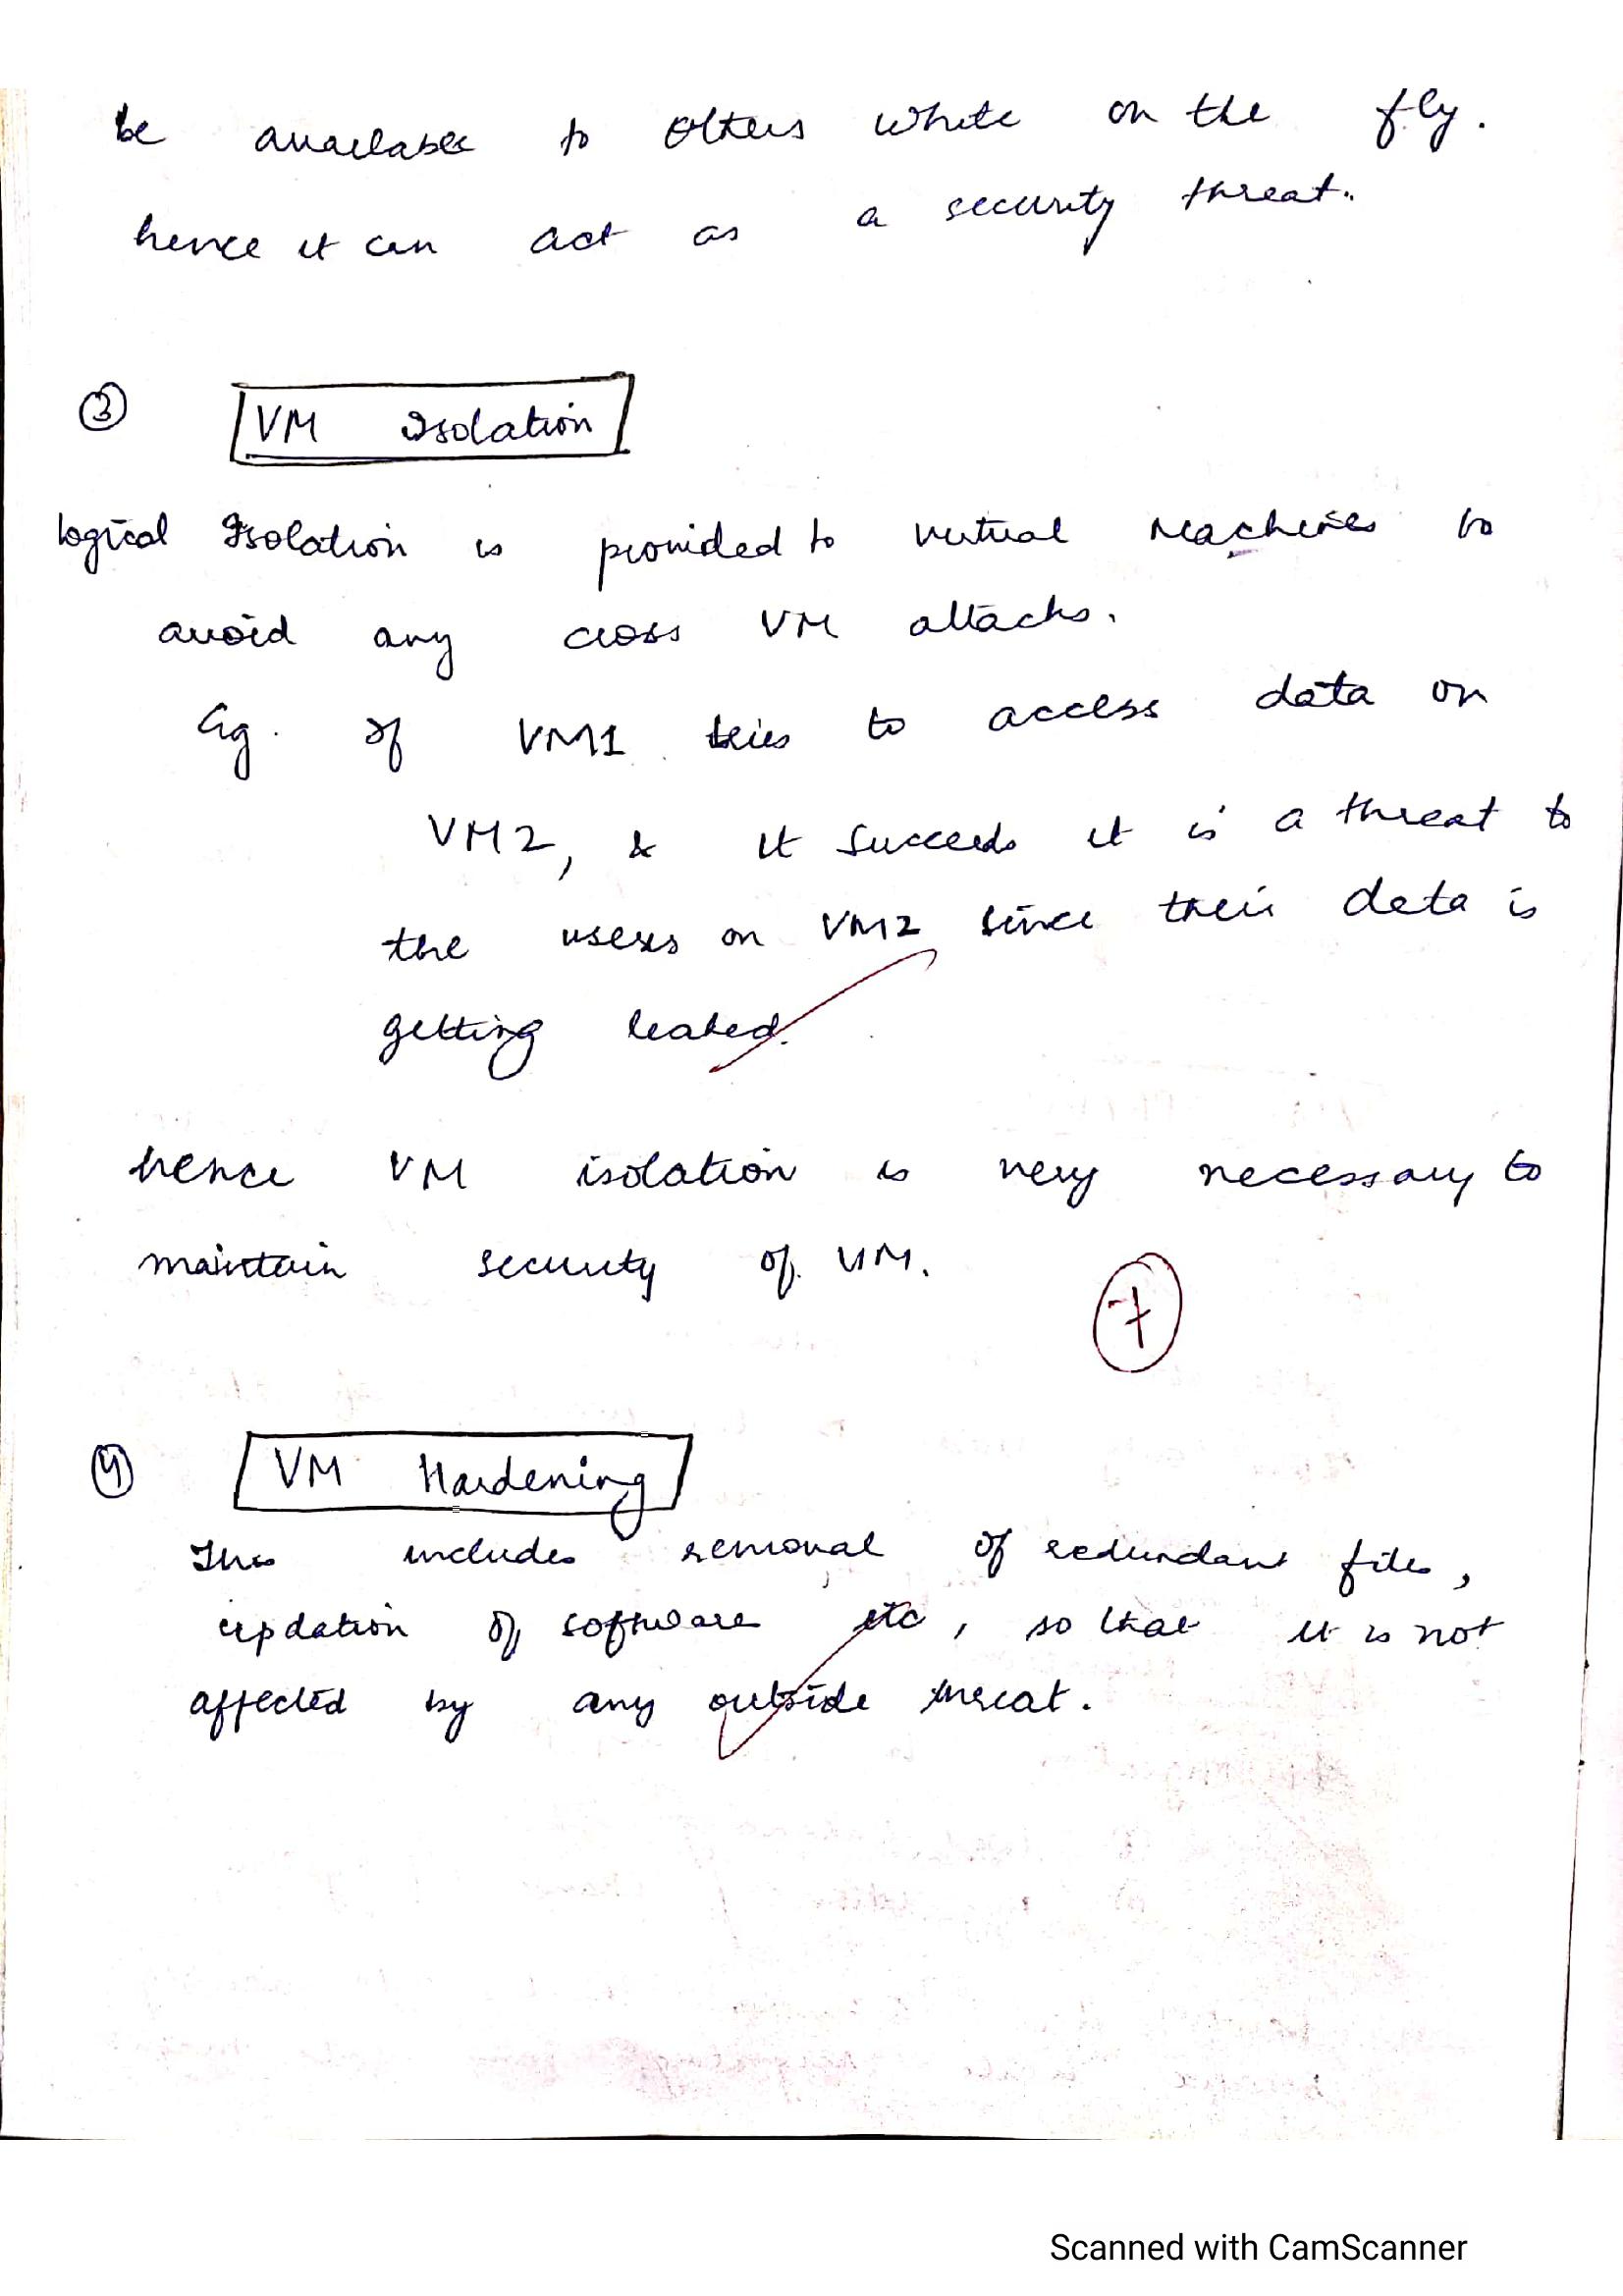 be available to others while on the fly.
hence it can act as a security threat.
③ VM Isolation
logical Isolation is provided to virtual machines to
avoid any cross VM attacks.
Eg. if VM1 tries to access data on
VM2, & it succeeds it is a threat to
the users on VM2 since their data is
getting leaked.
hence VM isolation is very necessary to
maintain security of VM.
7
④ VM Hardening
This includes removal of redundant files,
updation of software etc, so that it is not
affected by any outside threat.
Scanned with CamScanner